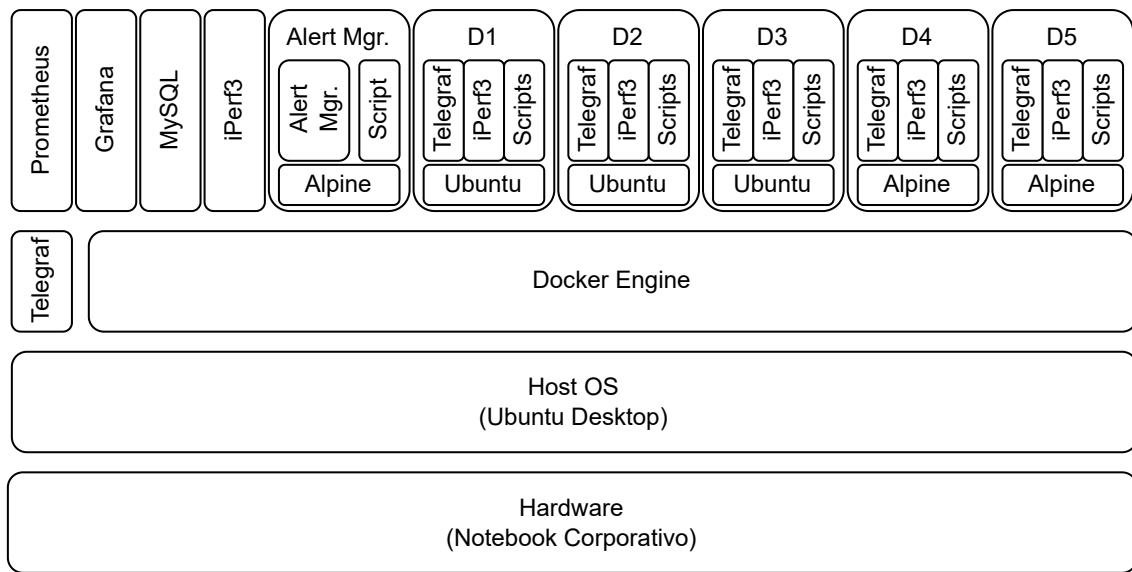 Prometheus
Grafana
MySQL
iPerf3
Alert Mgr.
Alert
Mgr.
Script
Alpine
D1
Telegraf
iPerf3
Scripts
Ubuntu
D2
Telegraf
iPerf3
Scripts
Ubuntu
D3
Telegraf
iPerf3
Scripts
Ubuntu
D4
Telegraf
iPerf3
Scripts
Alpine
D5
Telegraf
iPerf3
Scripts
Alpine
Telegraf
Docker Engine
Host OS
(Ubuntu Desktop)
Hardware
(Notebook Corporativo)